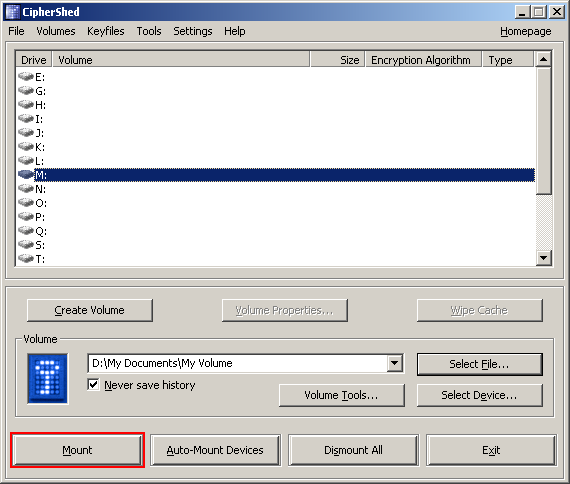 CipherShed
File Volumes Keyfiles Tools Settings Help Homepage
Drive Volume Size Encryption Algorithm Type
E:
G:
H:
I:
J:
K:
L:
M:
N:
O:
P:
Q:
S:
T:
Create Volume Volume Properties... Wipe Cache
Volume
D:\My Documents\My Volume Select File...
Never save history
Volume Tools... Select Device...
Mount Auto-Mount Devices Dismount All Exit